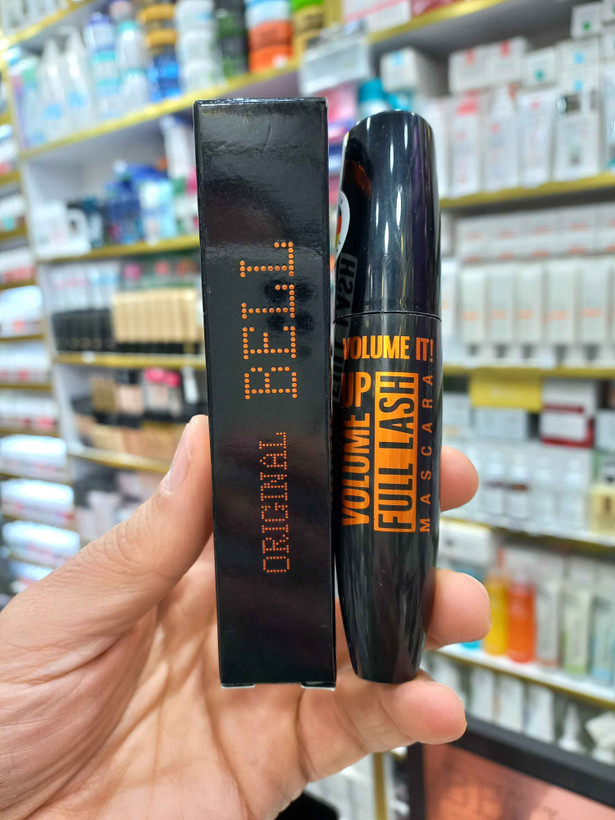 ORIGINAL BELL
VOLUME IT!
VOLUME UP
FULL LASH
MASCARA